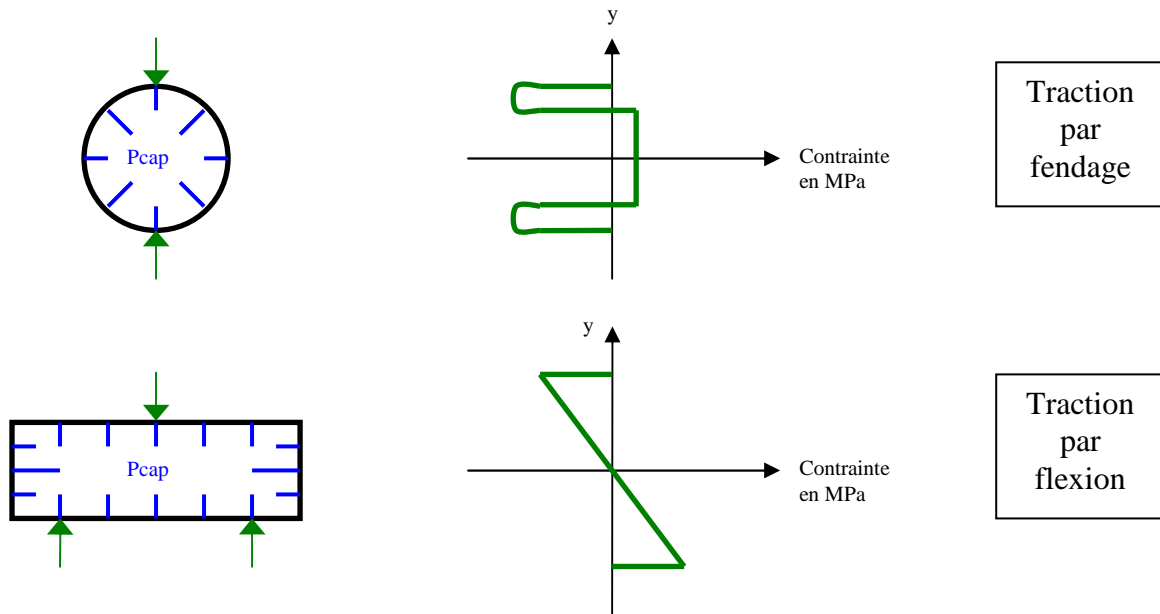 y
Pcap
Contrainte
en MPa
Traction
par
fendage
y
Pcap
Contrainte
en MPa
Traction
par
flexion